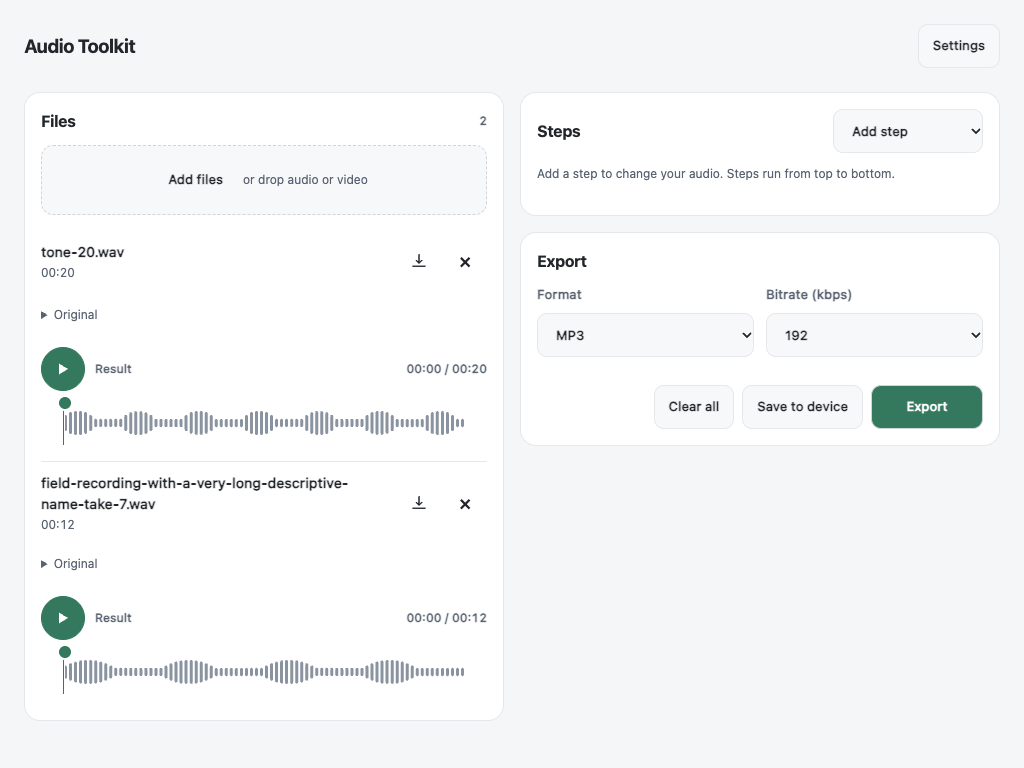 Audio Toolkit
Settings
Files
2
Add files
or drop audio or video
tone-20.wav
00:20
Original
Result
00:00 / 00:20
field-recording-with-a-very-long-descriptive-
name-take-7.wav
00:12
Original
Result
00:00 / 00:12
Steps
Add step
Add a step to change your audio. Steps run from top to bottom.
Export
Format
Bitrate (kbps)
MP3
192
Clear all
Save to device
Export